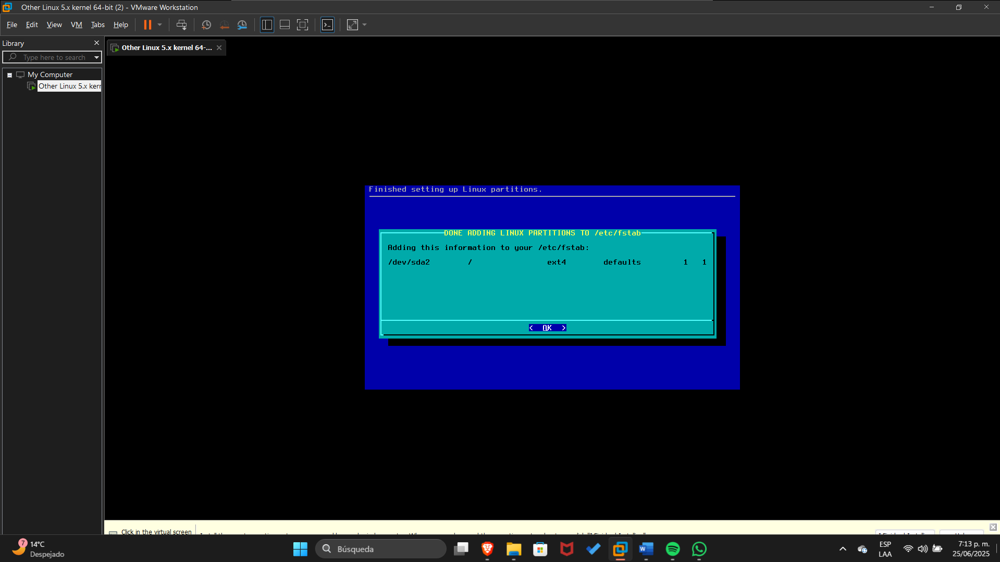 Other Linux 5.x kernel 64-bit (2) - VMware Workstation
File Edit View VM Tabs Help
Library
Type here to search
My Computer
Other Linux 5.x kern
Other Linux 5.x kernel 64-...
Finished setting up Linux partitions.
DONE ADDING LINUX PARTITIONS TO /etc/fstab
Adding this information to your /etc/fstab:
/dev/sda2 / ext4 defaults 1 1
< OK >
Click in the virtual screen
7
14°C
Despejado
Búsqueda
ESP
LAA
7:13 p. m.
25/06/2025